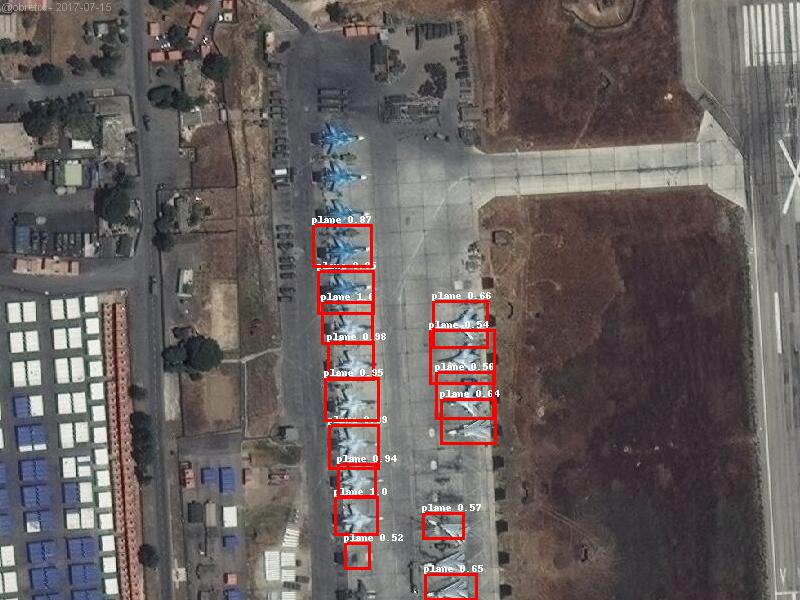 @obretix - 2017-07-15
plane 0.87
plane 1.0
plane 0.66
plane 0.54
plane 0.98
plane 0.56
plane 0.95
plane 0.64
plane 0.94
plane 1.0
plane 0.57
plane 0.52
plane 0.65